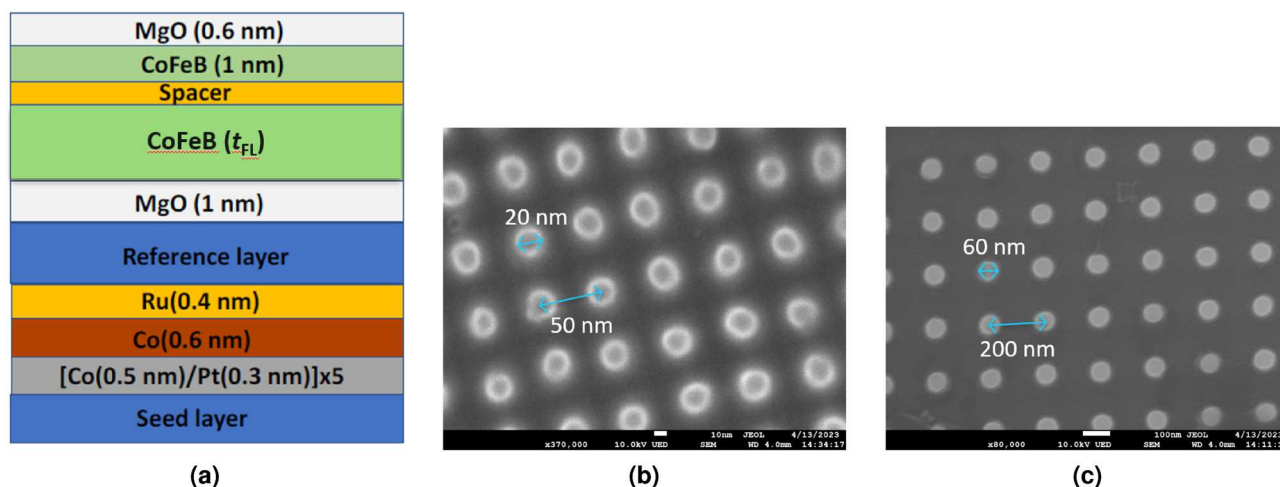 MgO (0.6 nm)
CoFeB (1 nm)
Spacer
CoFeB (tFL)
MgO (1 nm)
Reference layer
Ru(0.4 nm)
Co(0.6 nm)
[Co(0.5 nm)/Pt(0.3 nm)]x5
Seed layer
(a)
20 nm
50 nm
10nm JEOL 4/13/2023
x370,000 10.0kV UED SEM WD 4.0mm 14:34:17
(b)
60 nm
200 nm
100nm JEOL 4/13/2023
x80,000 10.0kV UED SEM WD 4.0mm
(c)